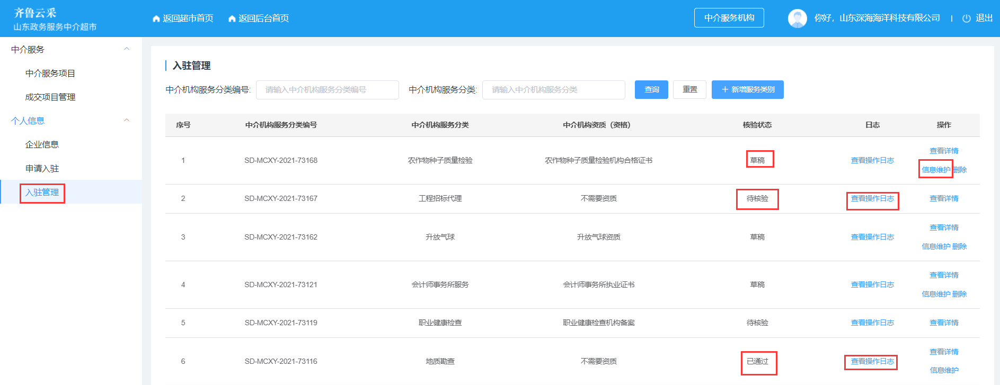 齐鲁云采
山东政务服务中介超市
返回超市首页 返回后台首页 中介服务机构 你好，山东深海海洋科技有限公司 | 退出
中介服务
中介服务项目
成交项目管理
个人信息
企业信息
申请入驻
入驻管理
入驻管理
中介机构服务分类编号: 请输入中介机构服务分类编号 中介机构服务分类: 请输入中介机构服务分类 查询 重置 + 新增服务类别
序号 中介机构服务分类编号 中介机构服务分类 中介机构资质（资格） 核验状态 日志 操作
1 SD-MCXY-2021-73168 农作物种子质量检验 农作物种子质量检验机构合格证书 草稿 查看操作日志 查看详情
信息维护 删除
2 SD-MCXY-2021-73167 工程招标代理 不需要资质 待核验 查看操作日志 查看详情
3 SD-MCXY-2021-73162 升放气球 升放气球资质 草稿 查看操作日志 查看详情
信息维护 删除
4 SD-MCXY-2021-73121 会计师事务所服务 会计师事务所执业证书 草稿 查看操作日志 查看详情
信息维护 删除
5 SD-MCXY-2021-73119 职业健康检查 职业健康检查机构备案 待核验 查看操作日志 查看详情
6 SD-MCXY-2021-73116 地质勘查 不需要资质 已通过 查看操作日志 查看详情
信息维护